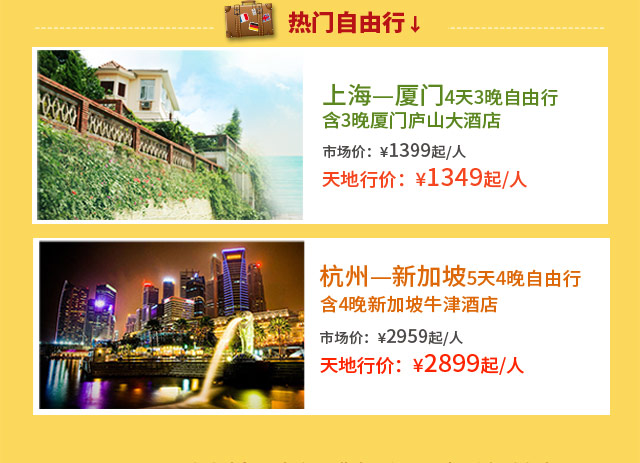 热门自由行↓
上海—厦门4天3晚自由行
含3晚厦门庐山大酒店
市场价：¥1399起/人
天地行价：¥1349起/人
杭州—新加坡5天4晚自由行
含4晚新加坡牛津酒店
市场价：¥2959起/人
天地行价：¥2899起/人